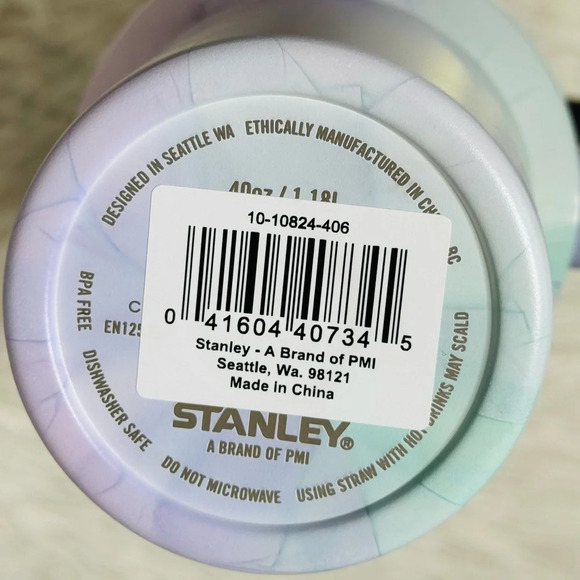 DESIGNED IN SEATTLE WA
ETHICALLY MANUFACTURED IN
40oz / 1.18L
10-10824-406
0 41604 40734 5
Stanley - A Brand of PMI
Seattle, Wa. 98121
Made in China
STANLEY®
A BRAND OF PMI
BPA FREE
DISHWASHER SAFE
DO NOT MICROWAVE
USING STRAW WITH HOT DRINKS MAY SCALD